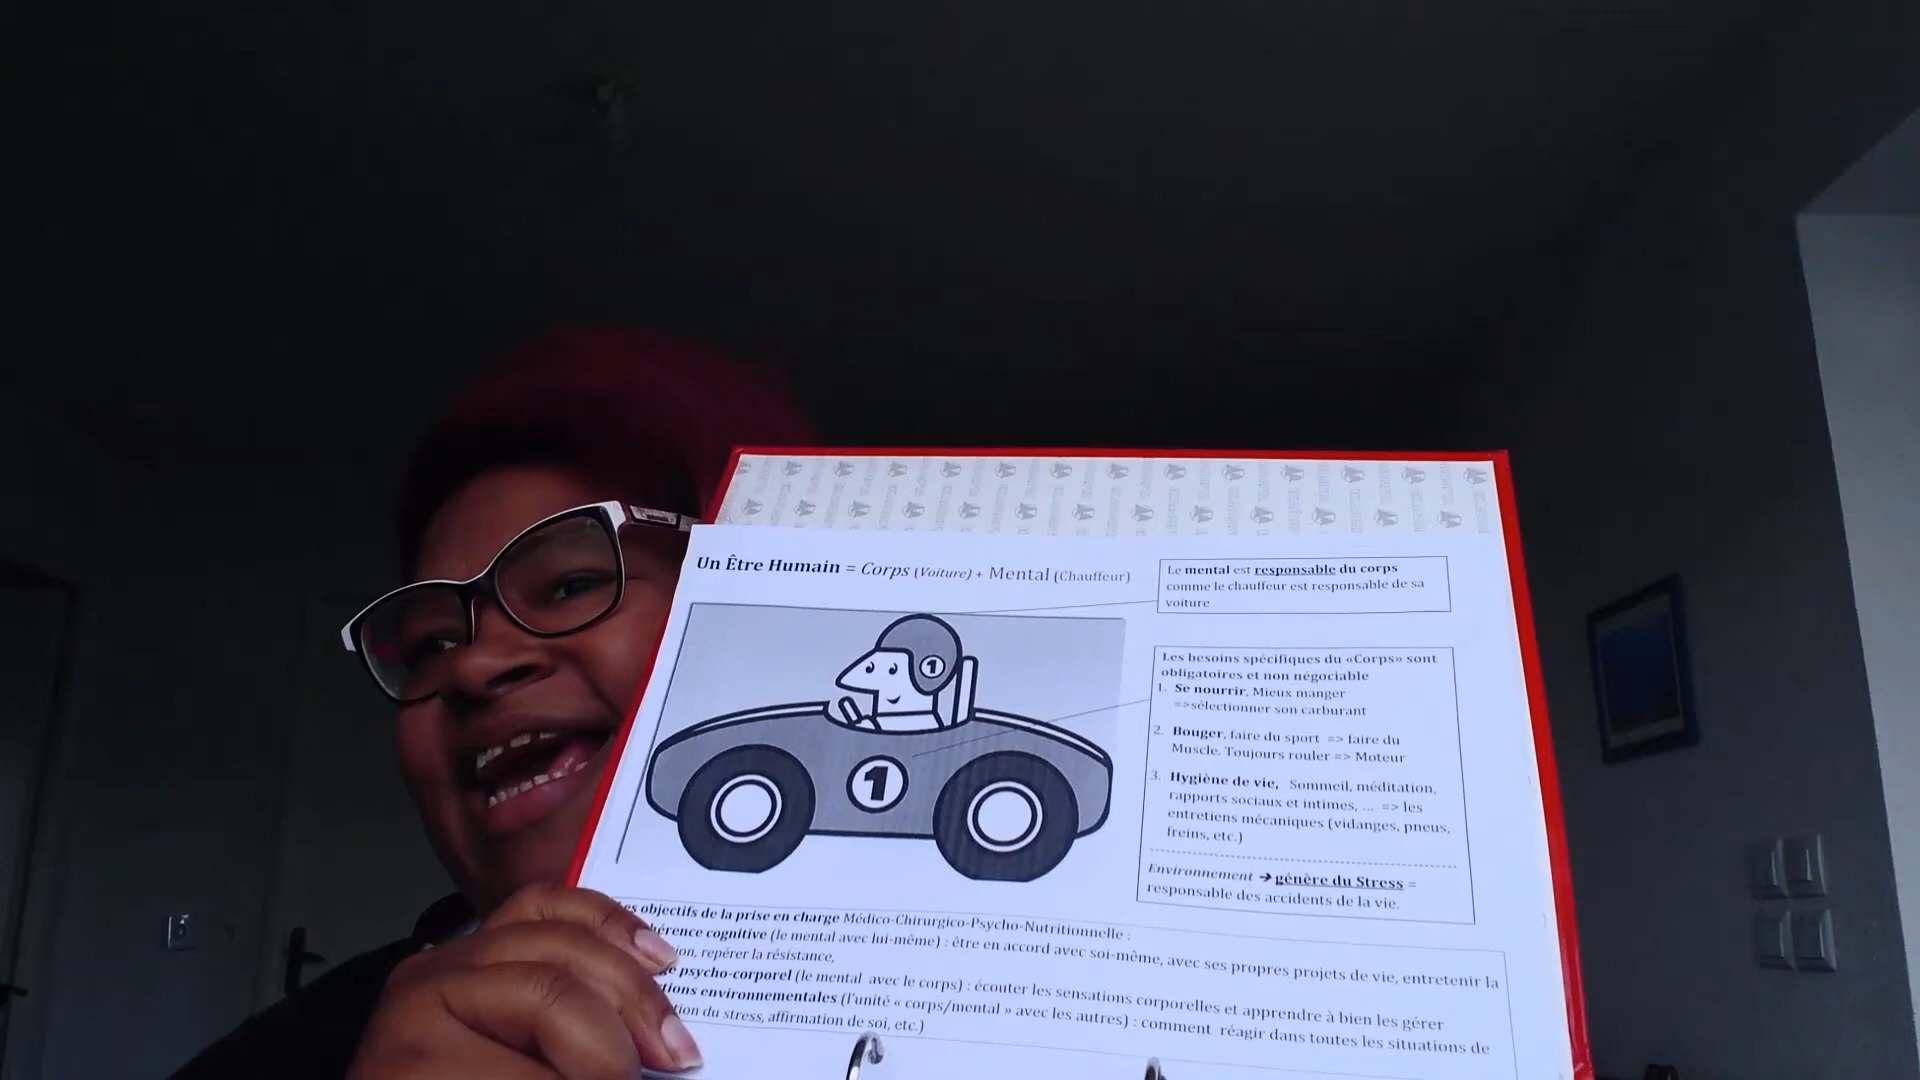 Un Être Humain = Corps (Voiture) + Mental (Chauffeur)
Le mental est responsable du corps
comme le chauffeur est responsable de sa
voiture
1
1
Les besoins spécifiques du «Corps» sont
obligatoires et non négociable
1. Se nourrir, Mieux manger
=>sélectionner son carburant
2. Bouger, faire du sport => faire du
Muscle. Toujours rouler => Moteur
3. Hygiène de vie, Sommeil, méditation,
rapports sociaux et intimes, ... => les
entretiens mécaniques (vidanges, pneus,
freins, etc.)
Environnement → génère du Stress =
responsable des accidents de la vie.
objectifs de la prise en charge Médico-Chirurgico-Psycho-Nutritionnelle :
(le mental avec lui-même) : être en accord avec soi-même, avec ses propres projets de vie, entretenir la
repérer la résistance,
psycho-corporel (le mental avec le corps) : écouter les sensations corporelles et apprendre à bien les gérer
environnementales (l'unité « corps/mental » avec les autres) : comment réagir dans toutes les situations de
du stress, affirmation de soi, etc.)